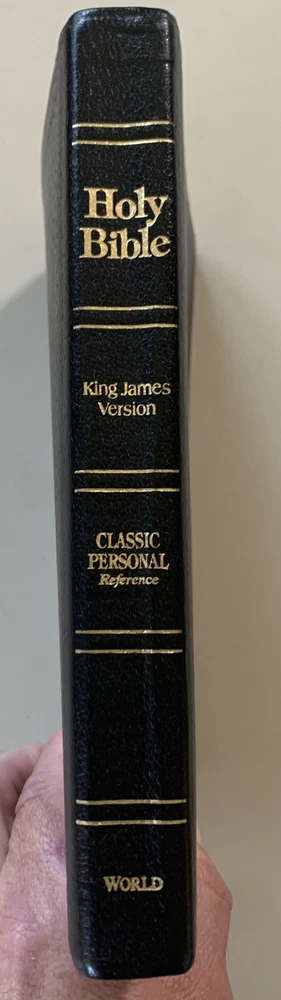 Holy
Bible
King James
Version
CLASSIC
PERSONAL
Reference
WORLD